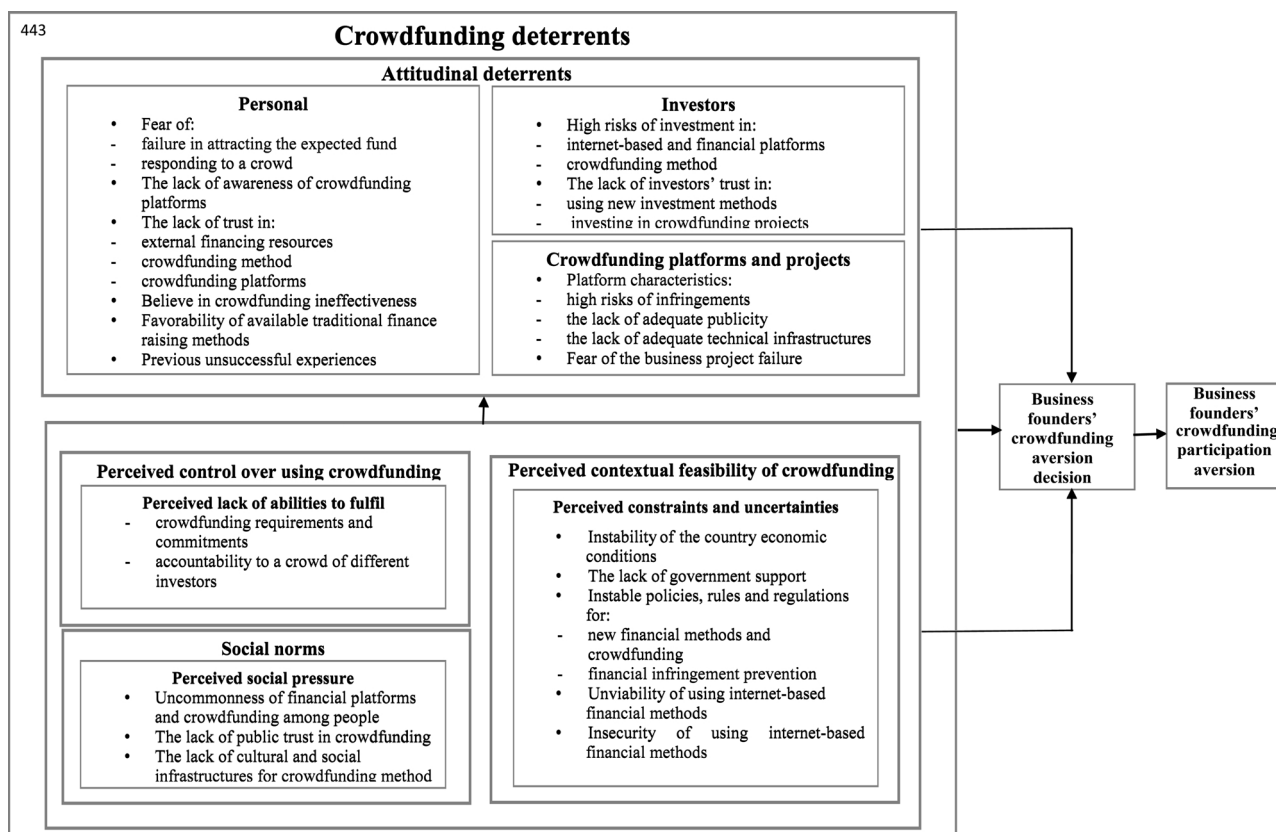 443
Crowdfunding deterrents
Attitudinal deterrents
Personal
• Fear of:
- failure in attracting the expected fund
- responding to a crowd
• The lack of awareness of crowdfunding
platforms
• The lack of trust in:
- external financing resources
- crowdfunding method
- crowdfunding platforms
• Believe in crowdfunding ineffectiveness
• Favorability of available traditional finance
raising methods
• Previous unsuccessful experiences
Investors
• High risks of investment in:
- internet-based and financial platforms
- crowdfunding method
• The lack of investors' trust in:
- using new investment methods
- investing in crowdfunding projects
Crowdfunding platforms and projects
• Platform characteristics:
- high risks of infringements
- the lack of adequate publicity
- the lack of adequate technical infrastructures
• Fear of the business project failure
Perceived control over using crowdfunding
Perceived lack of abilities to fulfil
- crowdfunding requirements and
commitments
- accountability to a crowd of different
investors
Social norms
Perceived social pressure
• Uncommonness of financial platforms
and crowdfunding among people
• The lack of public trust in crowdfunding
• The lack of cultural and social
infrastructures for crowdfunding method
Perceived contextual feasibility of crowdfunding
Perceived constraints and uncertainties
• Instability of the country economic
conditions
• The lack of government support
• Instable policies, rules and regulations
for:
- new financial methods and
crowdfunding
- financial infringement prevention
• Unviability of using internet-based
financial methods
• Insecurity of using internet-based
financial methods
Business
founders'
crowdfunding
aversion
decision
Business
founders'
crowdfunding
participation
aversion